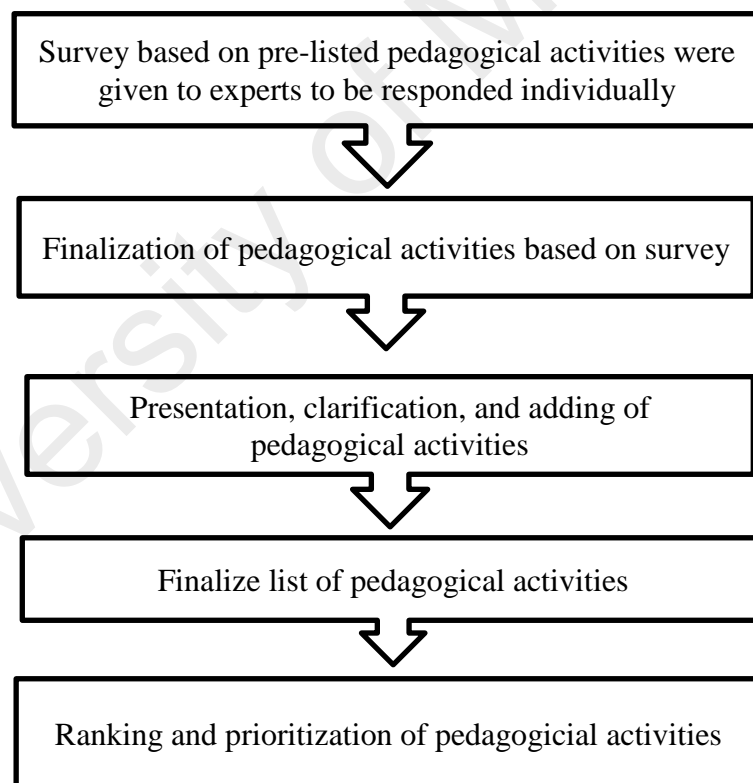 Survey based on pre-listed pedagogical activities were
given to experts to be responded individually
Finalization of pedagogical activities based on survey
Presentation, clarification, and adding of
pedagogical activities
Finalize list of pedagogical activities
Ranking and prioritization of pedagogicial activities